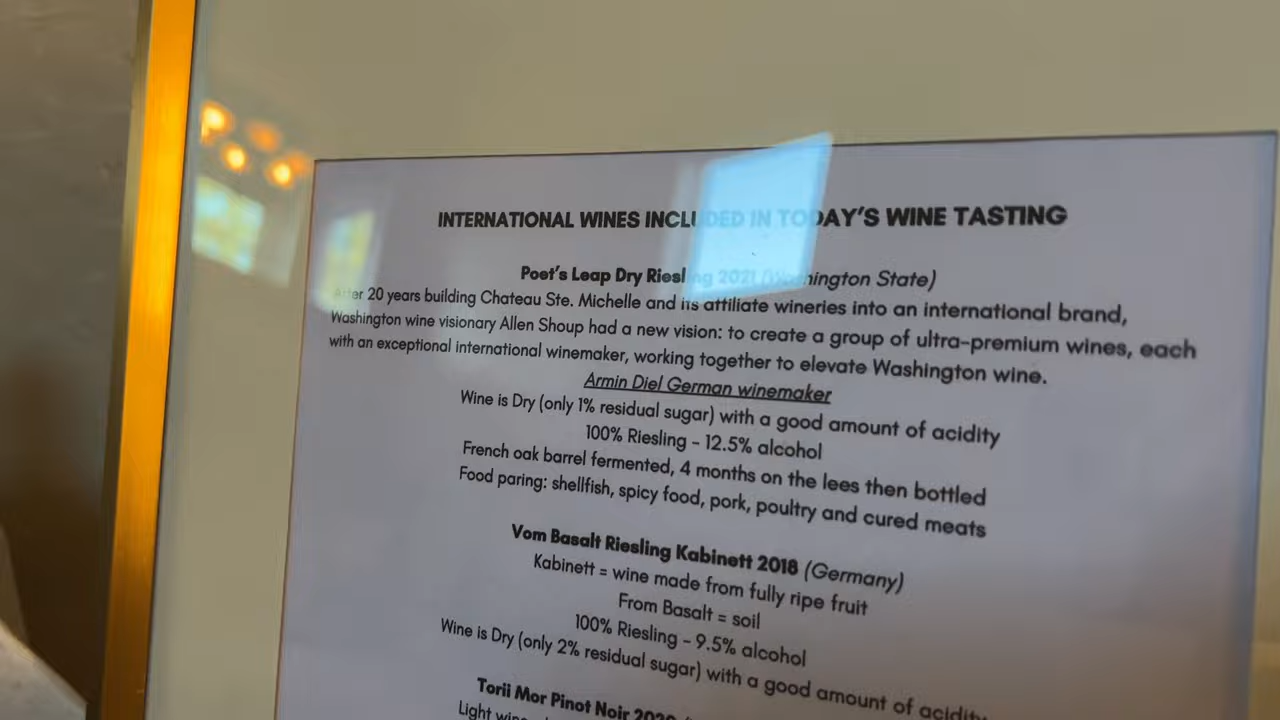 INTERNATIONAL WINES INCLUDED IN TODAY'S WINE TASTING
Poet's Leap Dry Riesling 2021 (Washington State)
After 20 years building Chateau Ste. Michelle and its affiliate wineries into an international brand,
Washington wine visionary Allen Shoup had a new vision: to create a group of ultra-premium wines, each
with an exceptional international winemaker, working together to elevate Washington wine.
Armin Diel German winemaker
Wine is Dry (only 1% residual sugar) with a good amount of acidity
100% Riesling - 12.5% alcohol
French oak barrel fermented, 4 months on the lees then bottled
Food paring: shellfish, spicy food, pork, poultry and cured meats
Vom Basalt Riesling Kabinett 2018 (Germany)
Kabinett = wine made from fully ripe fruit
From Basalt = soil
100% Riesling - 9.5% alcohol
Wine is Dry (only 2% residual sugar) with a good amount of acidity
Torii Mor Pinot Noir
Light